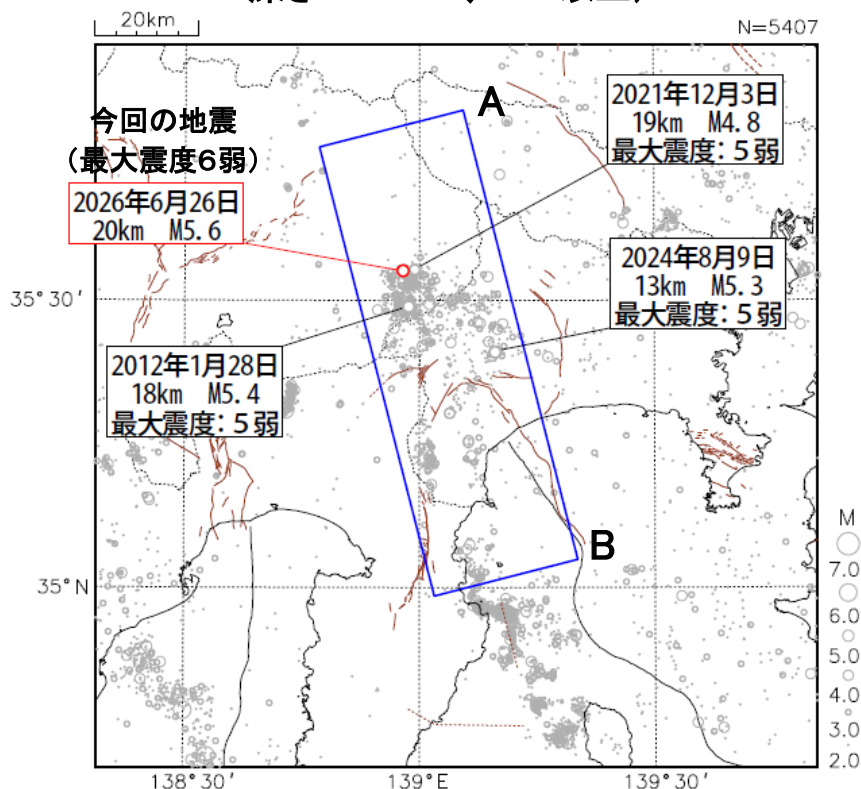 20km
N=5407
A
今回の地震
（最大震度６弱）
2026年6月26日
20km M5.6
2021年12月3日
19km M4.8
最大震度：５弱
2024年8月9日
13km M5.3
最大震度：５弱
35°30′
2012年1月28日
18km M5.4
最大震度：５弱
B
35°N
M
7.0
6.0
5.0
4.0
3.0
2.0
138°30′
139°E
139°30′